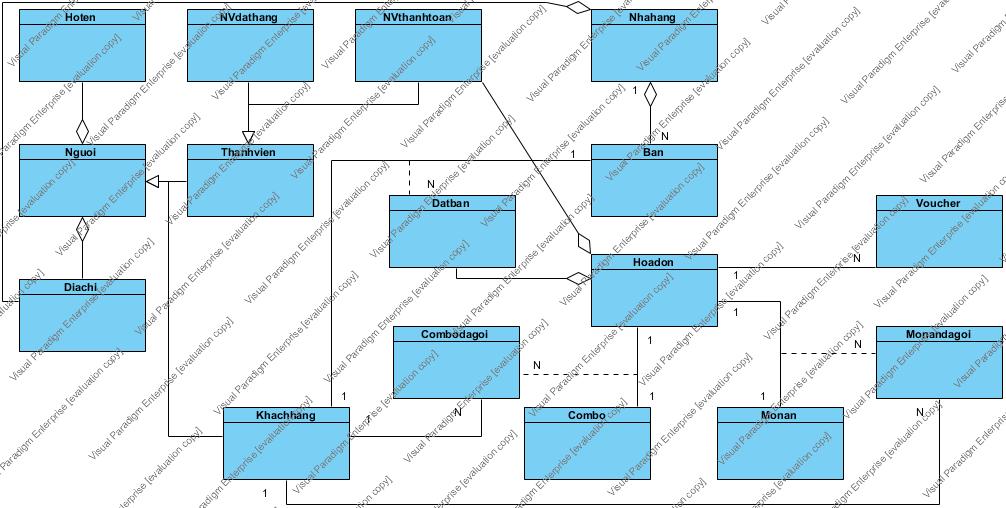 Hoten
NVdathang
NVthanhtoan
Nhahang
1
N
Nguoi
Thanhvien
1
Ban
N
Datban
Voucher
Hoadon
1
N
Diachi
1
Combodagoi
1
N
Monandagoi
N
1
1
1
Khachhang
1
N
Combo
Monan
N
1
Visual Paradigm Enterprise [evaluation copy]